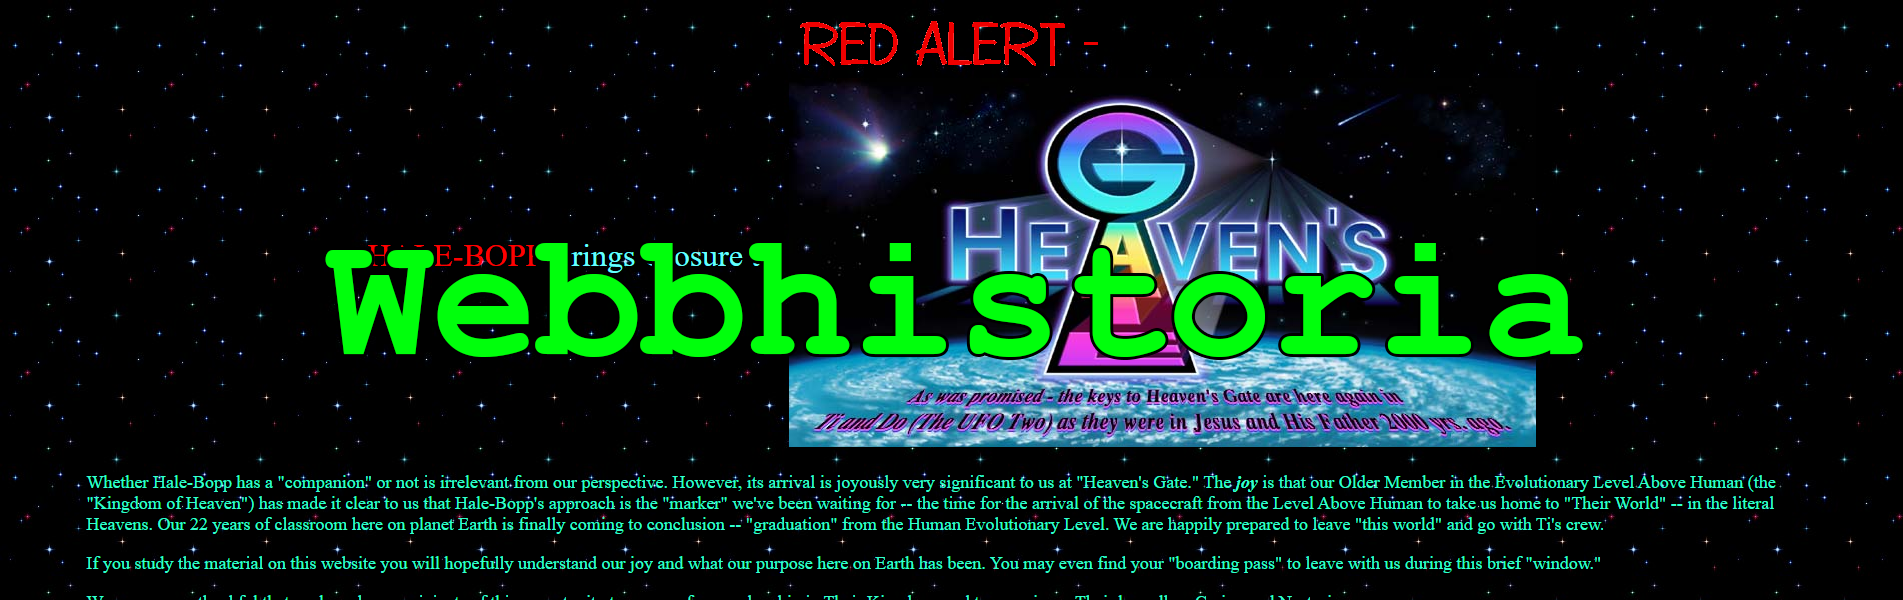 RED ALERT -
HALE-BOPP brings closure
HEAVEN'S
GATE
Webbhistoria
As was promised - the keys to Heaven's Gate are here again in
Ti and Do (The UFO Two) as they were in Jesus and His Father 2000 yrs. ago.
Whether Hale-Bopp has a "companion" or not is irrelevant from our perspective. However, its arrival is joyously very significant to us at "Heaven's Gate." The joy is that our Older Member in the Evolutionary Level Above Human (the
"Kingdom of Heaven") has made it clear to us that Hale-Bopp's approach is the "marker" we've been waiting for -- the time for the arrival of the spacecraft from the Level Above Human to take us home to "Their World" -- in the literal
Heavens. Our 22 years of classroom here on planet Earth is finally coming to conclusion -- "graduation" from the Human Evolutionary Level. We are happily prepared to leave "this world" and go with Ti's crew.
If you study the material on this website you will hopefully understand our joy and what our purpose here on Earth has been. You may even find your "boarding pass" to leave with us during this brief "window."